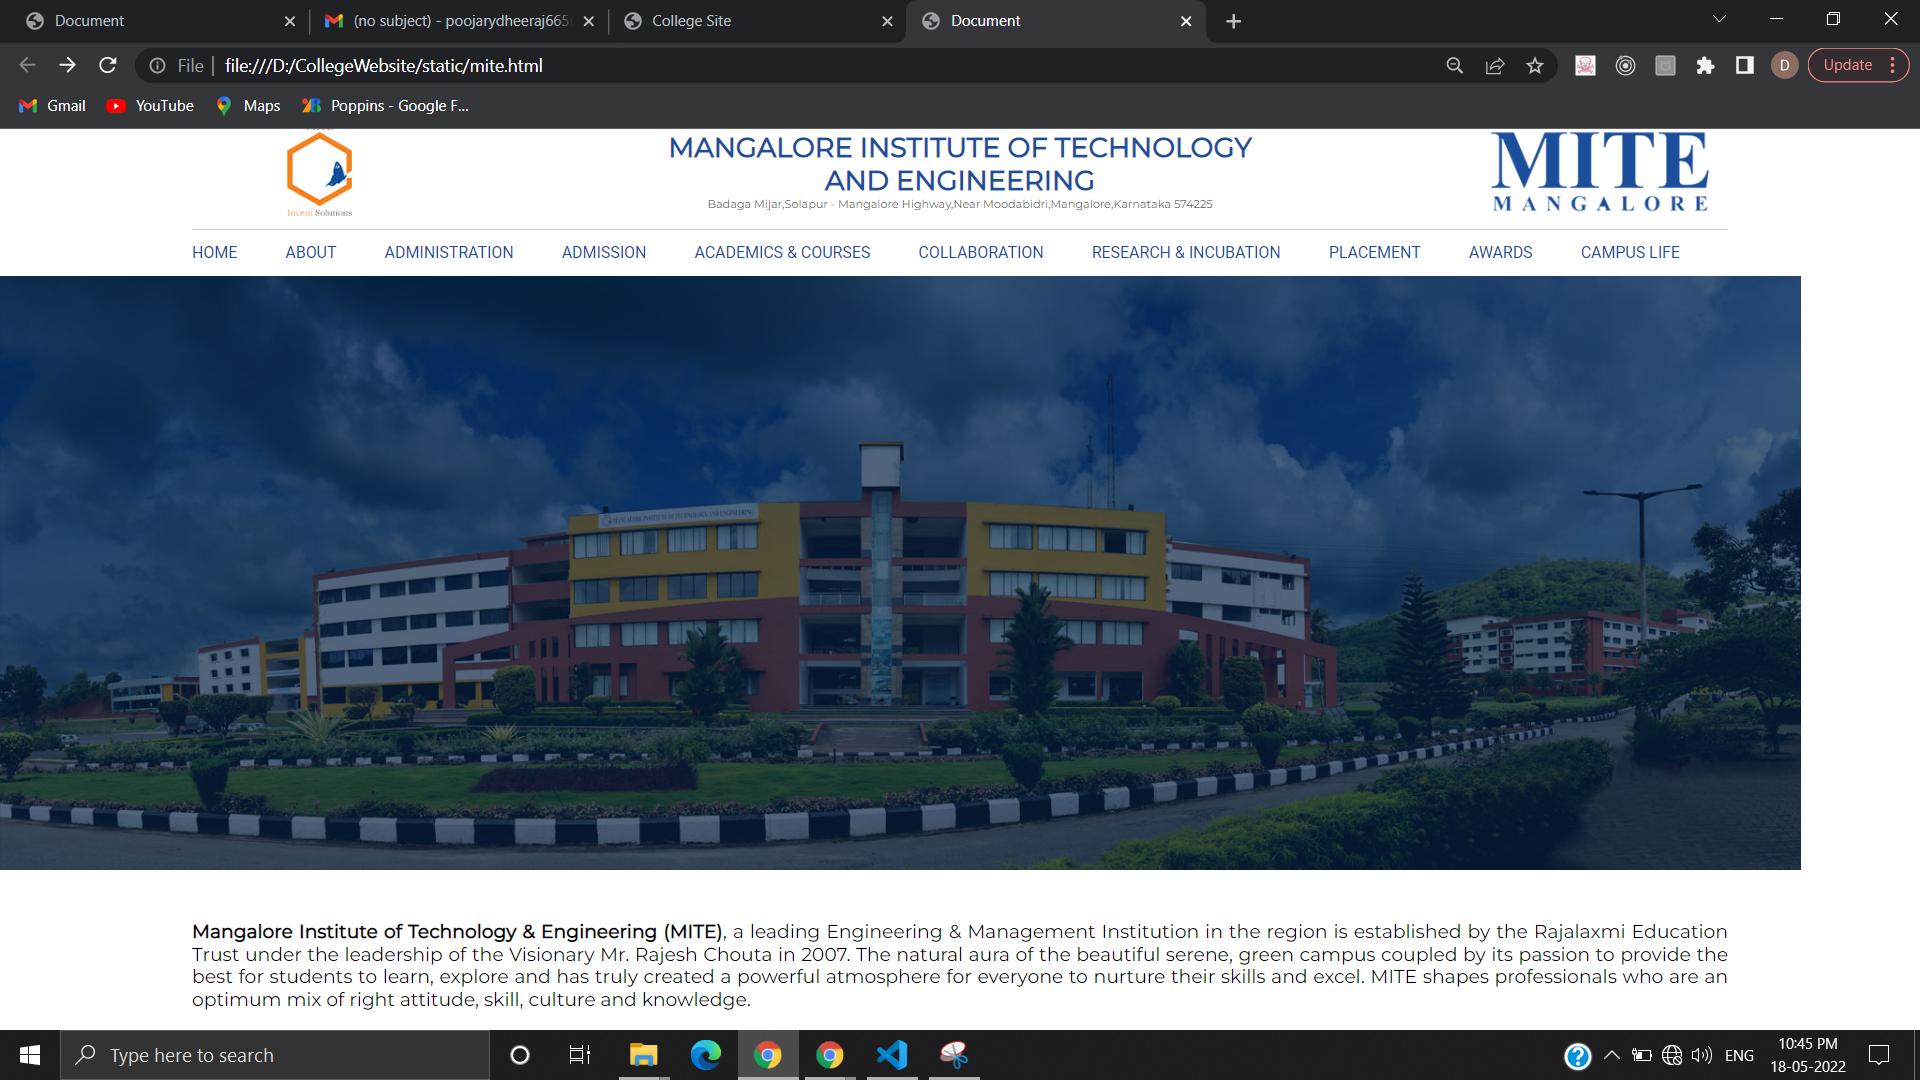 Document
(no subject) - poojarydheeraj665
College Site
Document
File
file:///D:/CollegeWebsite/static/mite.html
D
Update
Gmail
YouTube
Maps
Poppins - Google F...
Invent Solutions
MANGALORE INSTITUTE OF TECHNOLOGY
AND ENGINEERING
Badaga Mijar,Solapur - Mangalore Highway,Near Moodabidri,Mangalore,Karnataka 574225
MITE
MANGALORE
HOME ABOUT ADMINISTRATION ADMISSION ACADEMICS & COURSES COLLABORATION RESEARCH & INCUBATION PLACEMENT AWARDS CAMPUS LIFE
MANGALORE INSTITUTE OF TECHNOLOGY AND ENGINEERING
Mangalore Institute of Technology & Engineering (MITE), a leading Engineering & Management Institution in the region is established by the Rajalaxmi Education
Trust under the leadership of the Visionary Mr. Rajesh Chouta in 2007. The natural aura of the beautiful serene, green campus coupled by its passion to provide the
best for students to learn, explore and has truly created a powerful atmosphere for everyone to nurture their skills and excel. MITE shapes professionals who are an
optimum mix of right attitude, skill, culture and knowledge.
Type here to search
ENG
10:45 PM
18-05-2022